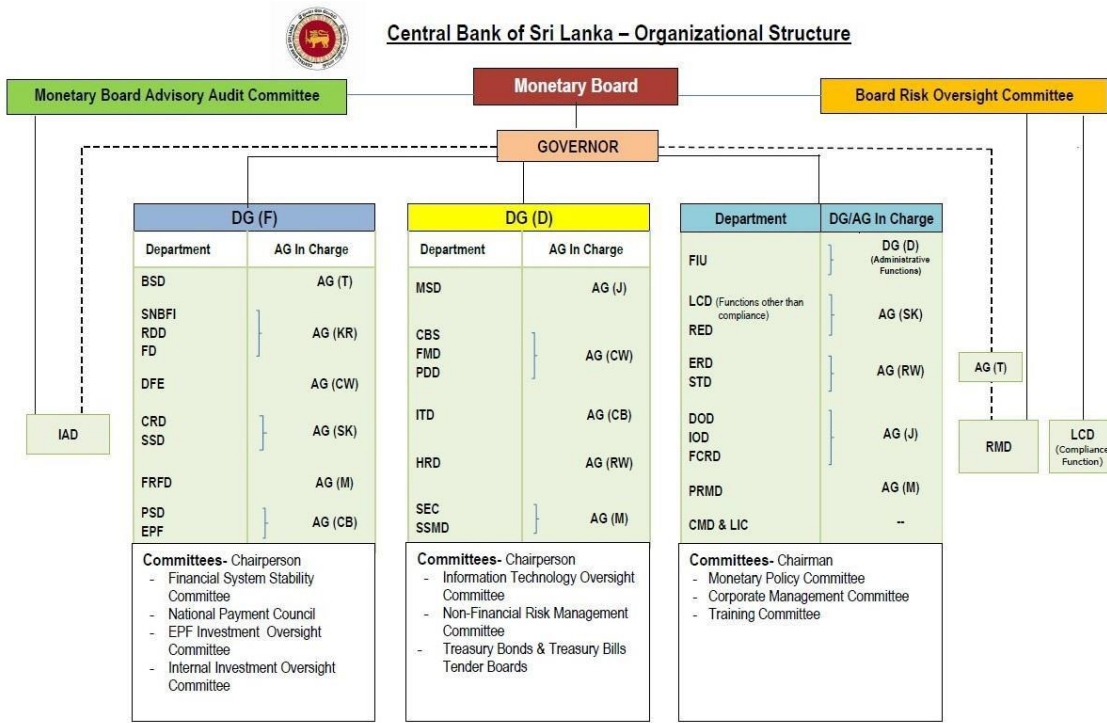 Central Bank of Sri Lanka – Organizational Structure
Monetary Board Advisory Audit Committee
Monetary Board
Board Risk Oversight Committee
GOVERNOR
DG (F)
Department AG In Charge
BSD AG (T)
SNBFI
RDD AG (KR)
FD
DFE AG (CW)
CRD
SSD
AG (SK)
FRFD AG (M)
PSD
EPF
AG (CB)
Committees- Chairperson
- Financial System Stability
Committee
- National Payment Council
- EPF Investment Oversight
Committee
- Internal Investment Oversight
Committee
DG (D)
Department AG In Charge
MSD AG (J)
CBS
FMD AG (CW)
PDD
ITD AG (CB)
HRD AG (RW)
SEC
SSMD
AG (M)
Committees- Chairperson
- Information Technology Oversight
Committee
- Non-Financial Risk Management
Committee
- Treasury Bonds & Treasury Bills
Tender Boards
Department DG/AG In Charge
FIU
DG (D)
(Administrative
Functions)
LCD (Functions other than
compliance)
RED
AG (SK)
ERD
STD
AG (RW)
DOD
IOD AG (J)
FCRD
PRMD AG (M)
CMD & LIC --
Committees- Chairman
- Monetary Policy Committee
- Corporate Management Committee
- Training Committee
IAD
AG (T)
RMD
LCD
(Compliance
Function)